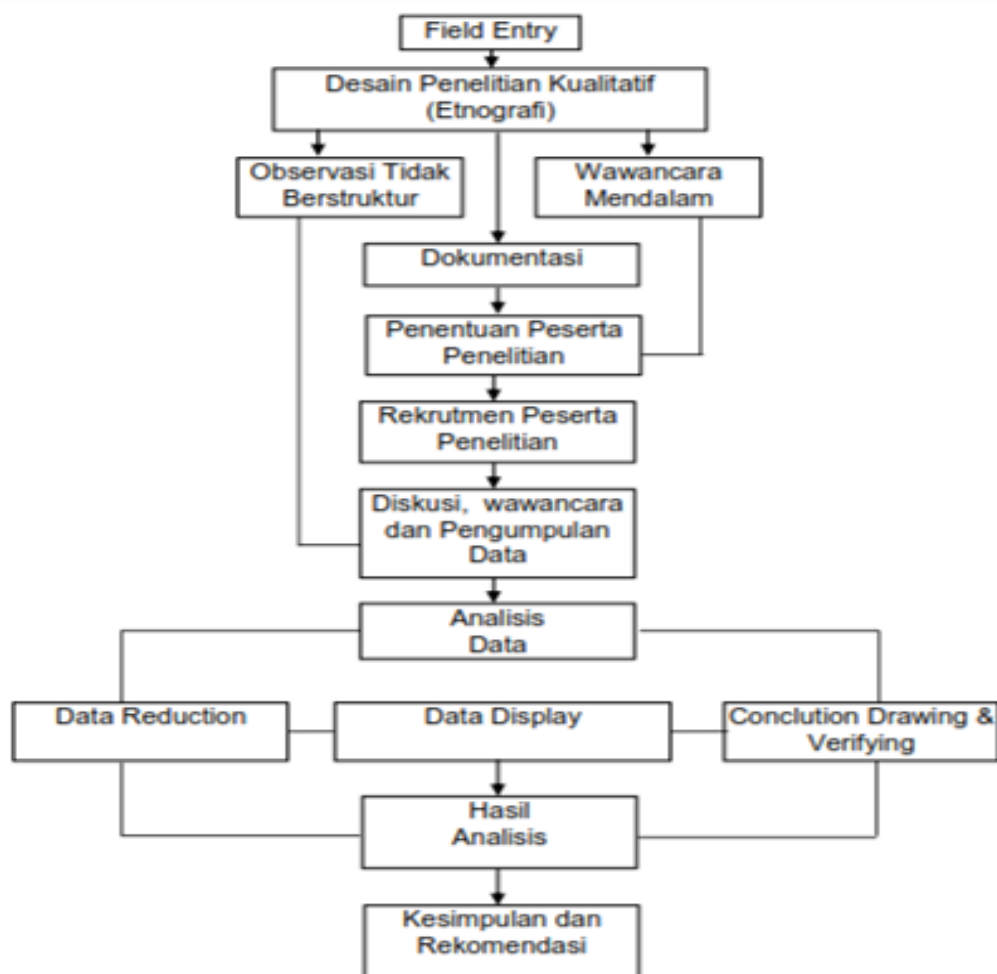 Field Entry
Desain Penelitian Kualitatif
(Etnografi)
Observasi Tidak
Berstruktur
Wawancara
Mendalam
Dokumentasi
Penentuan Peserta
Penelitian
Rekrutmen Peserta
Penelitian
Diskusi, wawancara
dan Pengumpulan
Data
Analisis
Data
Data Reduction
Data Display
Conclution Drawing &
Verifying
Hasil
Analisis
Kesimpulan dan
Rekomendasi